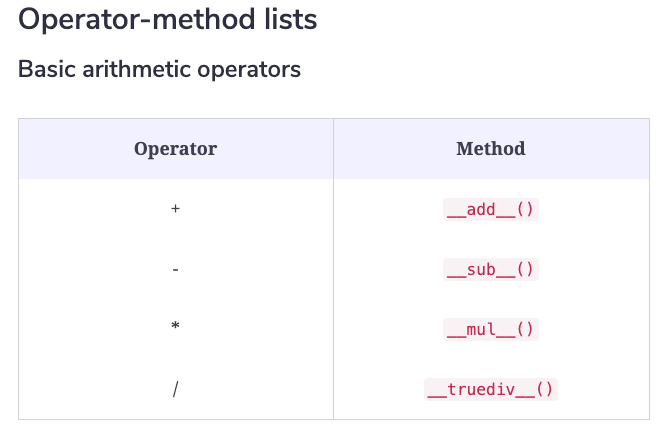 Operator-method lists
Basic arithmetic operators
Operator Method
+ __add__()
- __sub__()
* __mul__()
/ __truediv__()